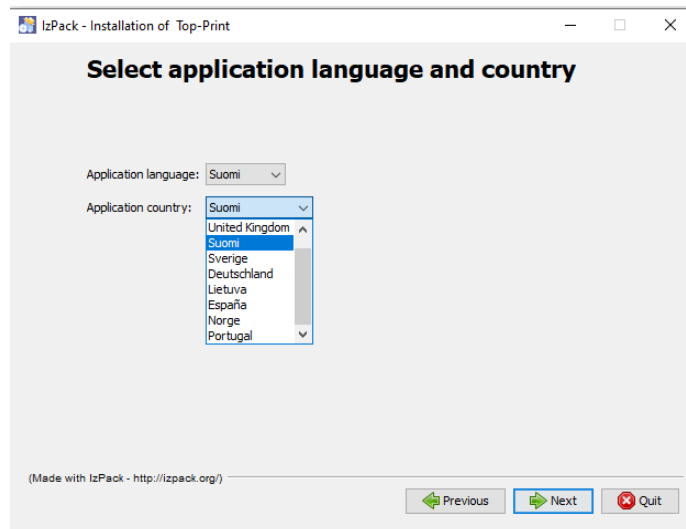 IzPack - Installation of Top-Print
Select application language and country
Application language: Suomi
Application country: Suomi
United Kingdom
Suomi
Sverige
Deutschland
Lietuva
España
Norge
Portugal
(Made with IzPack - http://izpack.org/)
Previous Next Quit